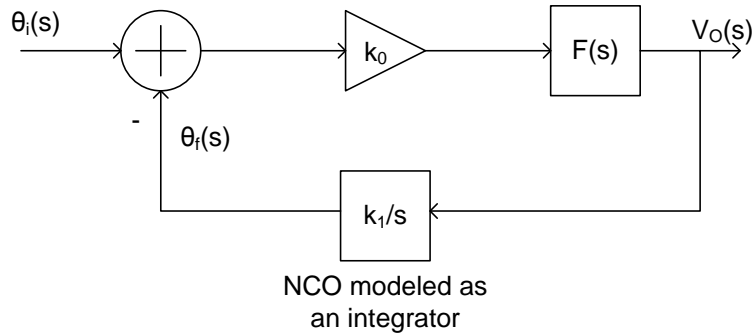 θi(s)
k0
F(s)
VO(s)
-
θf(s)
k1/s
NCO modeled as
an integrator